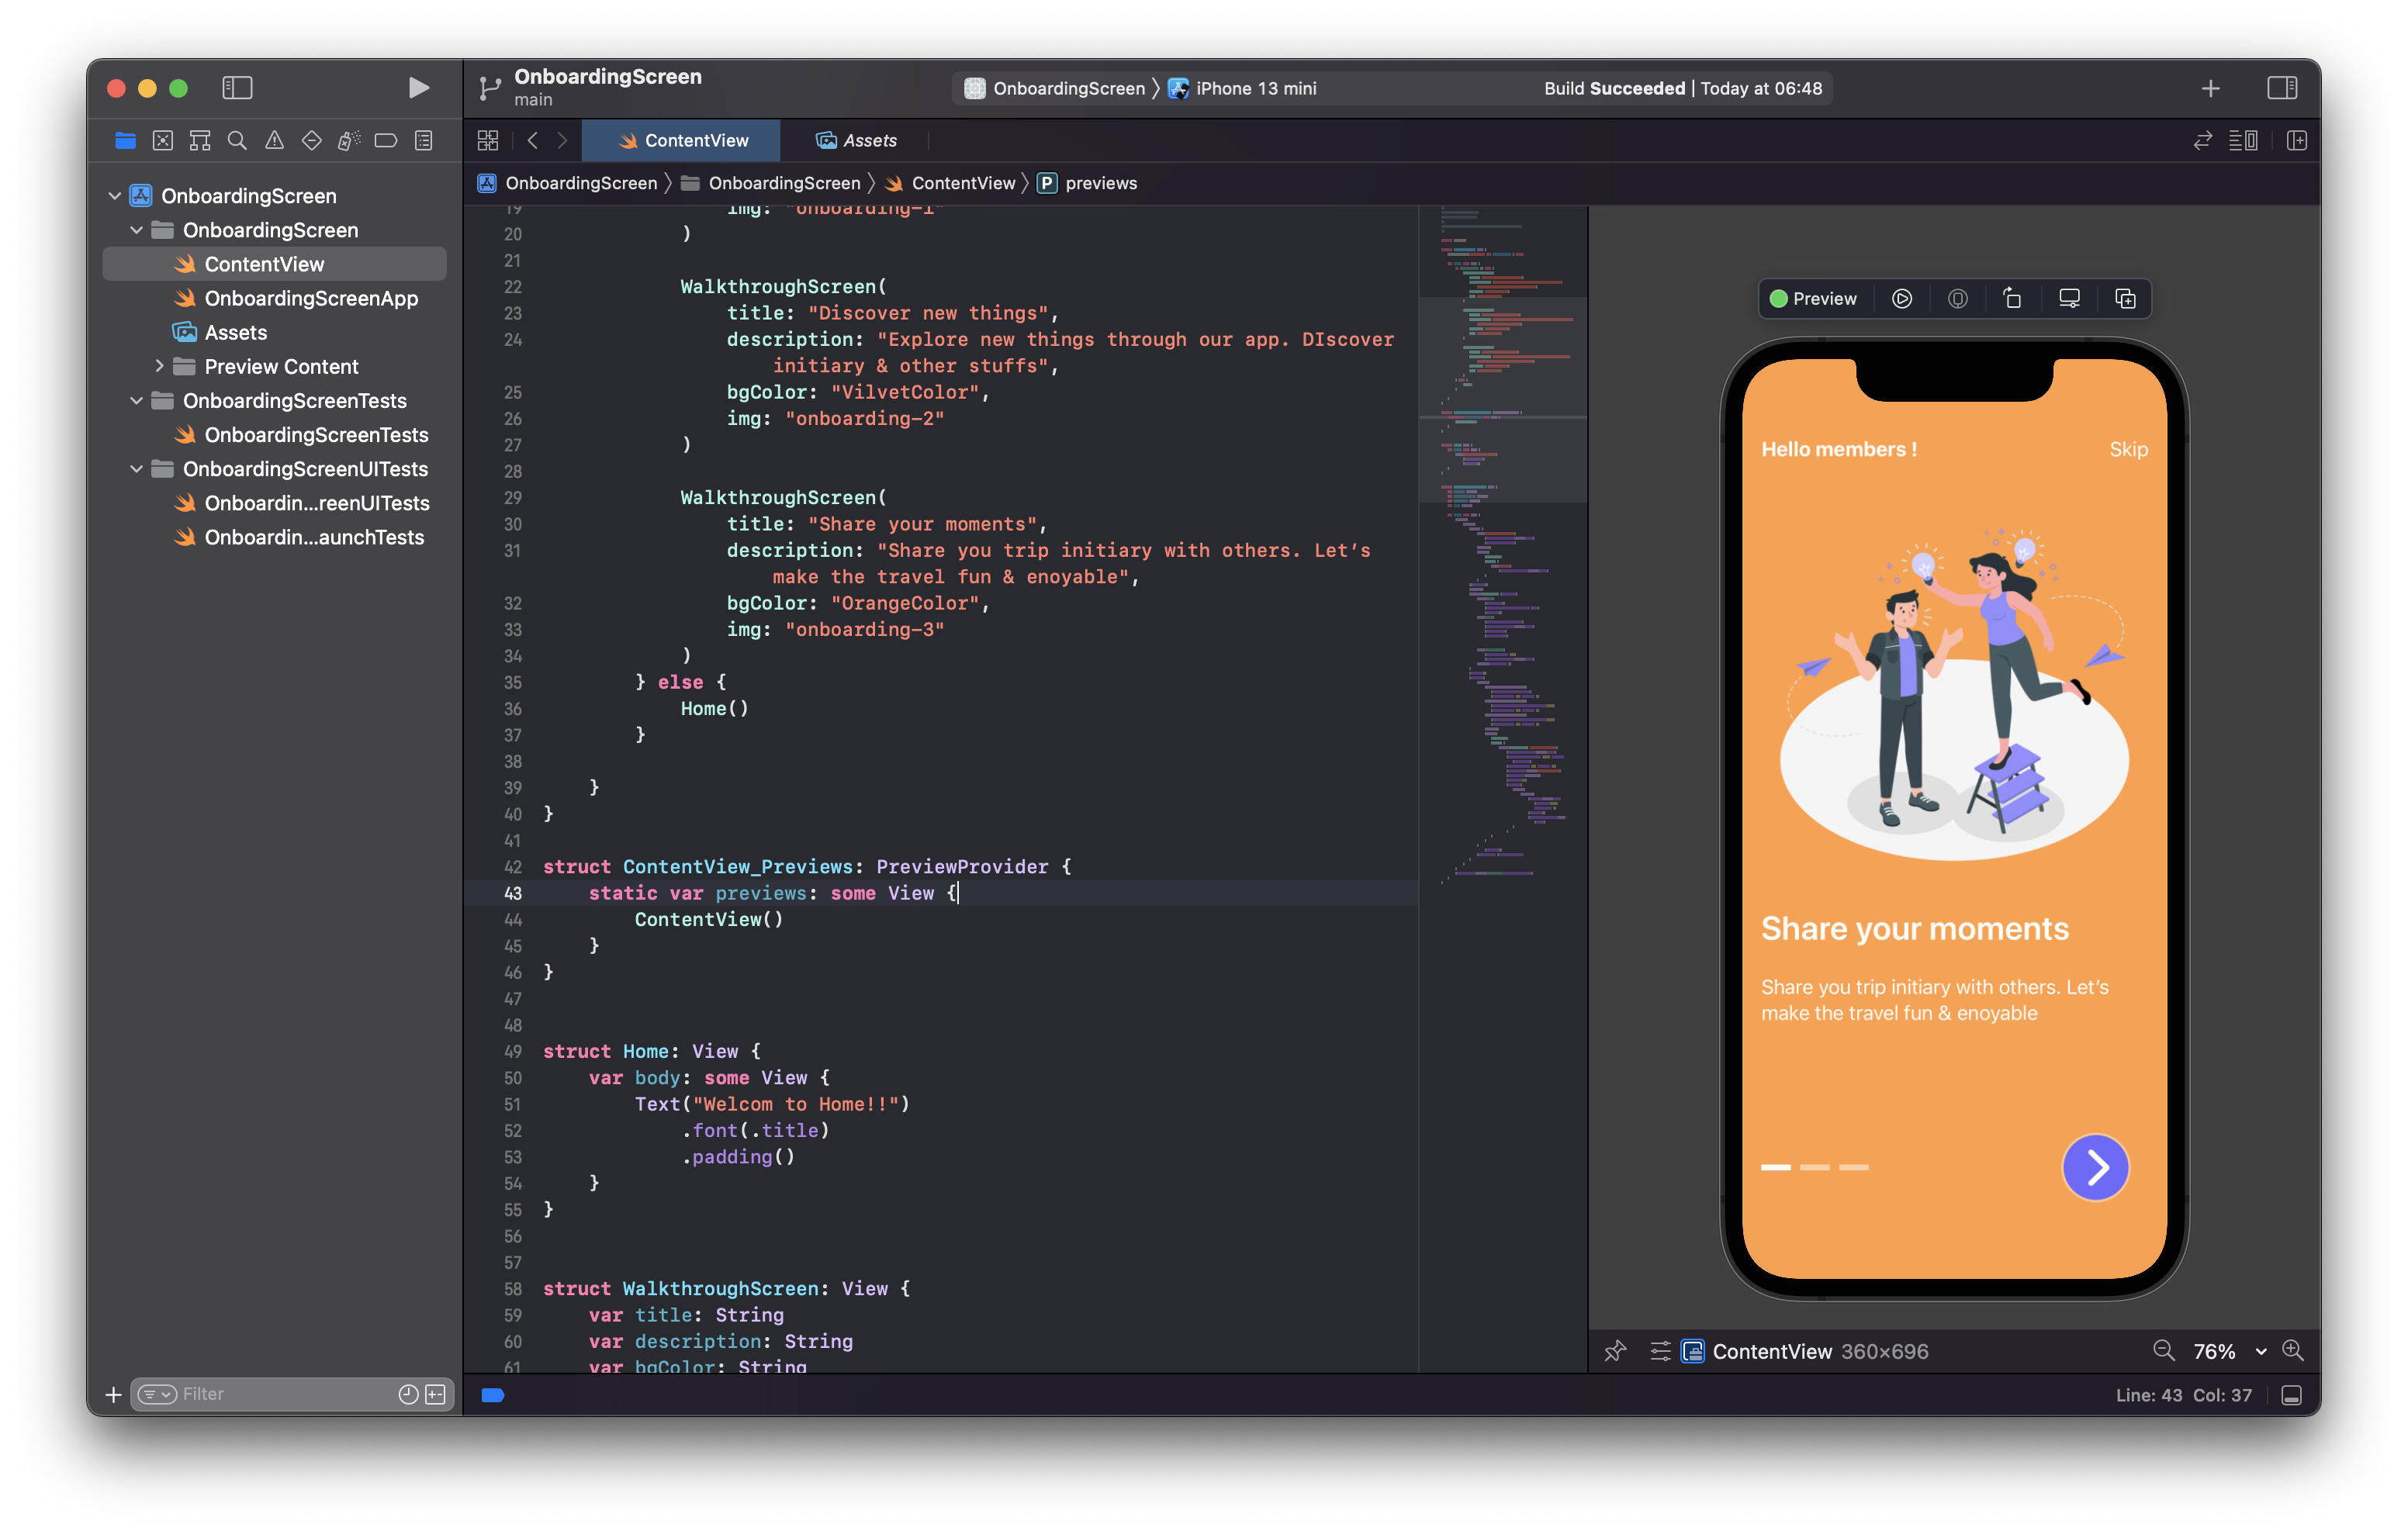 OnboardingScreen
main
OnboardingScreen
iPhone 13 mini
Build Succeeded | Today at 06:48
ContentView
Assets
OnboardingScreen
OnboardingScreen
ContentView
P previews
OnboardingScreen
OnboardingScreen
ContentView
OnboardingScreenApp
Assets
Preview Content
OnboardingScreenTests
OnboardingScreenTests
OnboardingScreenUITests
Onboardin...reenUITests
Onboardin...aunchTests
Filter
19 img: "onboarding-1"
20 )
21
22 WalkthroughScreen(
23 title: "Discover new things",
24 description: "Explore new things through our app. DIscover
initiary & other stuffs",
25 bgColor: "VilvetColor",
26 img: "onboarding-2"
27 )
28
29 WalkthroughScreen(
30 title: "Share your moments",
31 description: "Share you trip initiary with others. Let's
make the travel fun & enoyable",
32 bgColor: "OrangeColor",
33 img: "onboarding-3"
34 )
35 } else {
36 Home()
37 }
38
39 }
40 }
41
42 struct ContentView_Previews: PreviewProvider {
43 static var previews: some View {
44 ContentView()
45 }
46 }
47
48
49 struct Home: View {
50 var body: some View {
51 Text("Welcom to Home!!")
52 .font(.title)
53 .padding()
54 }
55 }
56
57
58 struct WalkthroughScreen: View {
59 var title: String
60 var description: String
61 var bgColor: String
Preview
Hello members !
Skip
Share your moments
Share you trip initiary with others. Let's
make the travel fun & enoyable
ContentView 360×696
76%
Line: 43 Col: 37